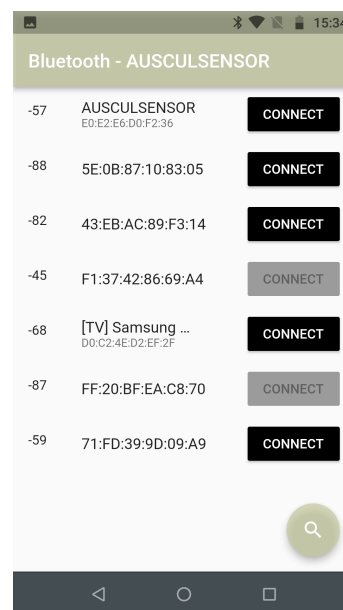 15:34
Bluetooth - AUSCULSENSOR
-57 AUSCULSENSOR CONNECT
E0:E2:E6:D0:F2:36
-88 5E:0B:87:10:83:05 CONNECT
-82 43:EB:AC:89:F3:14 CONNECT
-45 F1:37:42:86:69:A4 CONNECT
-68 [TV] Samsung ... CONNECT
D0:C2:4E:D2:EF:2F
-87 FF:20:BF:EA:C8:70 CONNECT
-59 71:FD:39:9D:09:A9 CONNECT